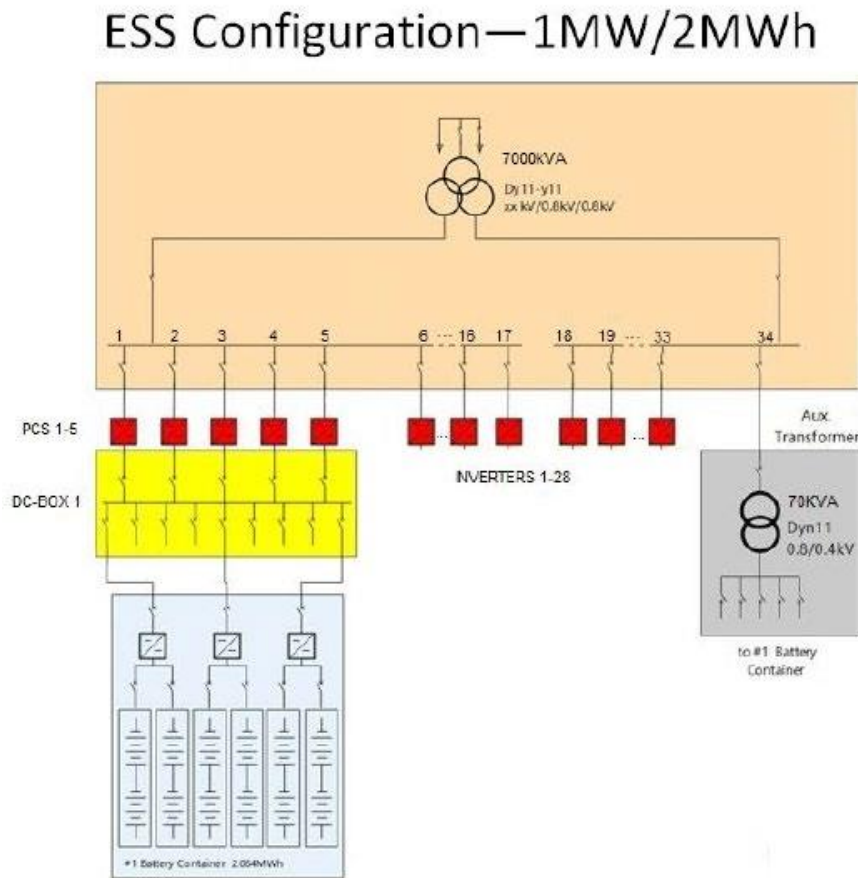 ESS Configuration—1MW/2MWh
7000kVA
Dy11-y11
xx kV/0.8kV/0.8kV
1 2 3 4 5 6 ... 16 17 18 19 ... 33 34
PCS 1-5
... ...
Aux.
Transformer
INVERTERS 1-28
DC-BOX 1
70KVA
Dyn11
0.8/0.4kV
to #1 Battery
Container
#1 Battery Container 2.064MWh